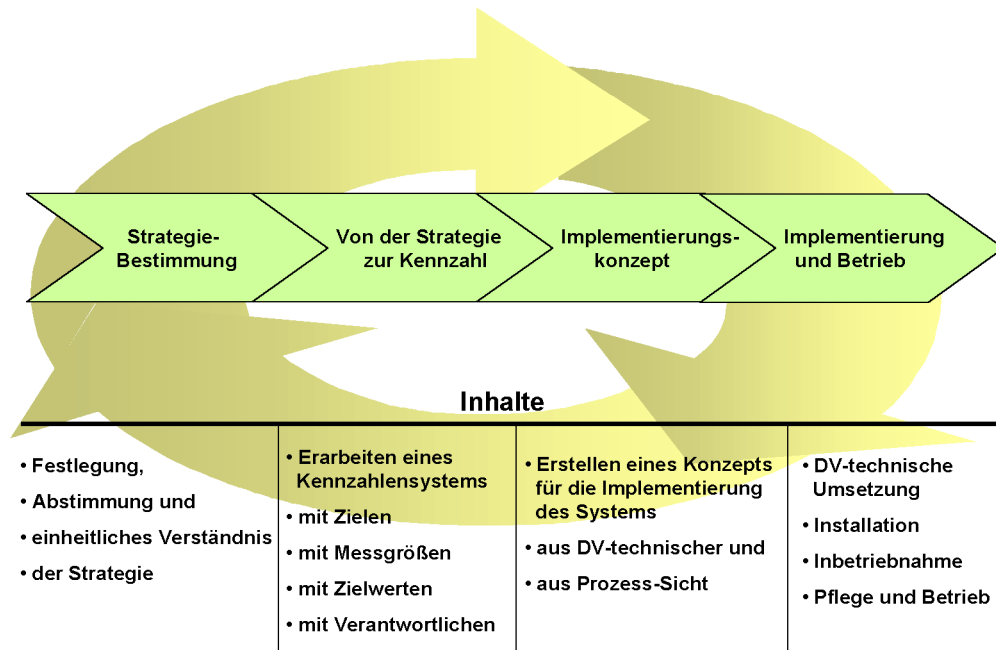 Strategie-
Bestimmung
Von der Strategie
zur Kennzahl
Implementierungs-
konzept
Implementierung
und Betrieb
Inhalte
• Festlegung,
• Abstimmung und
• einheitliches Verständnis
• der Strategie
• Erarbeiten eines
Kennzahlensystems
• mit Zielen
• mit Messgrößen
• mit Zielwerten
• mit Verantwortlichen
• Erstellen eines Konzepts
für die Implementierung
des Systems
• aus DV-technischer und
• aus Prozess-Sicht
• DV-technische
Umsetzung
• Installation
• Inbetriebnahme
• Pflege und Betrieb